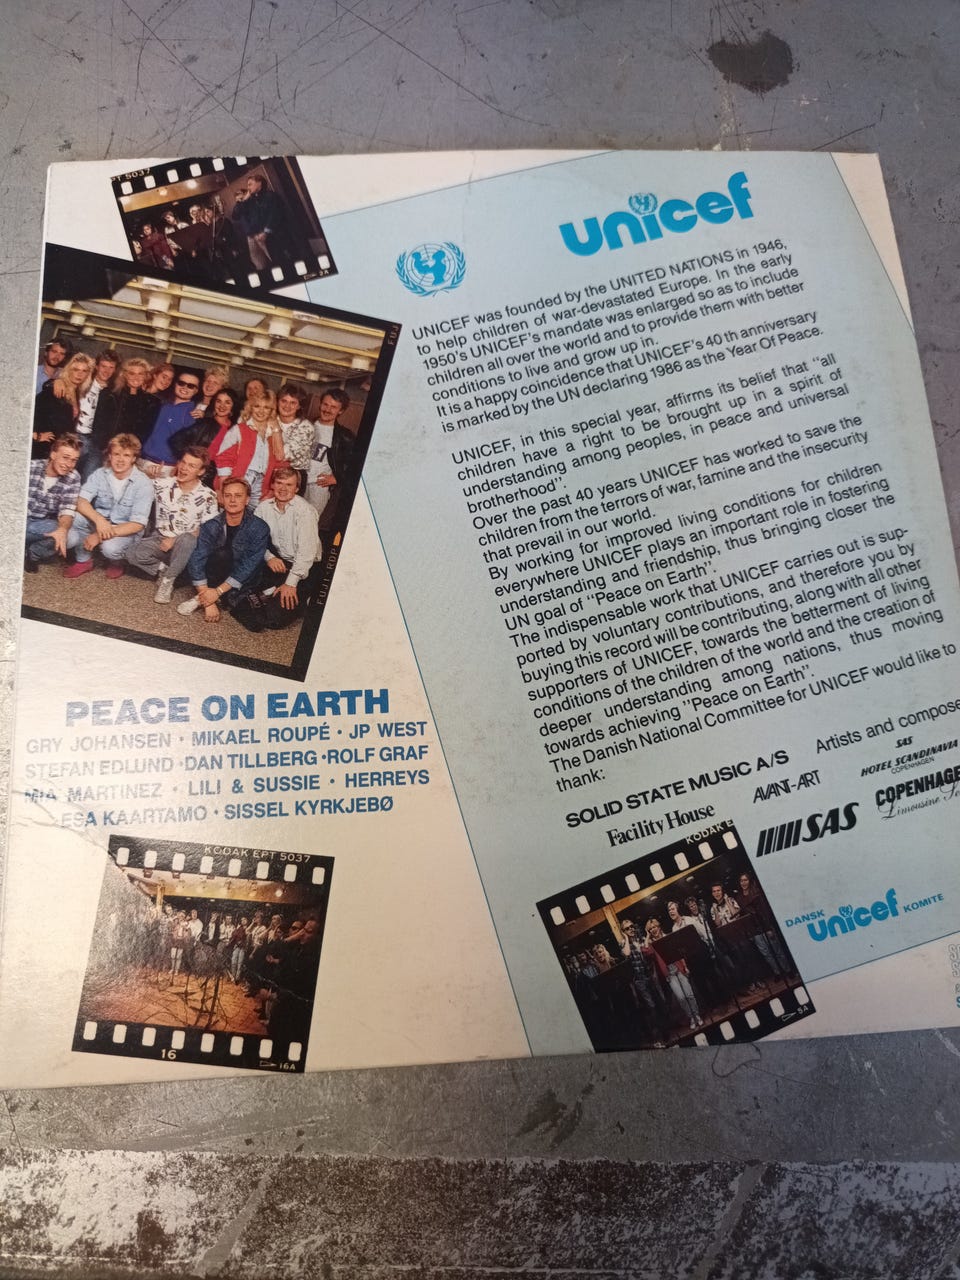 PT 5037
2A
FUJI
FUJI RDP
PEACE ON EARTH
GRY JOHANSEN · MIKAEL ROUPÉ · JP WEST
STEFAN EDLUND · DAN TILLBERG · ROLF GRAF
MIA MARTINEZ · LILI & SUSSIE · HERREYS
ESA KAARTAMO · SISSEL KYRKJEBØ
KODAK EPT 5037
16
16A
unicef
UNICEF was founded by the UNITED NATIONS in 1946,
to help children of war-devastated Europe. In the early
1950's UNICEF's mandate was enlarged so as to include
children all over the world and to provide them with better
conditions to live and grow up in.
It is a happy coincidence that UNICEF's 40th anniversary
is marked by the UN declaring 1986 as the Year Of Peace.
UNICEF, in this special year, affirms its belief that "all
children have a right to be brought up in a spirit of
understanding among peoples, in peace and universal
brotherhood".
Over the past 40 years UNICEF has worked to save the
children from the terrors of war, famine and the insecurity
that prevail in our world.
By working for improved living conditions for children
everywhere UNICEF plays an important role in fostering
understanding and friendship, thus bringing closer the
UN goal of "Peace on Earth".
The indispensable work that UNICEF carries out is sup-
ported by voluntary contributions, and therefore you by
buying this record will be contributing, along with all other
supporters of UNICEF, towards the betterment of living
conditions of the children of the world and the creation of
deeper understanding among nations, thus moving
towards achieving "Peace on Earth".
The Danish National Committee for UNICEF would like to
thank:
Artists and compose
SOLID STATE MUSIC A/S
SAS
HOTEL SCANDINAVIA
COPENHAGEN
AVANT-ART
Facility House
COPENHAGE
Limousine Se
SAS
KODAK E
5A
DANSK unicef KOMITE